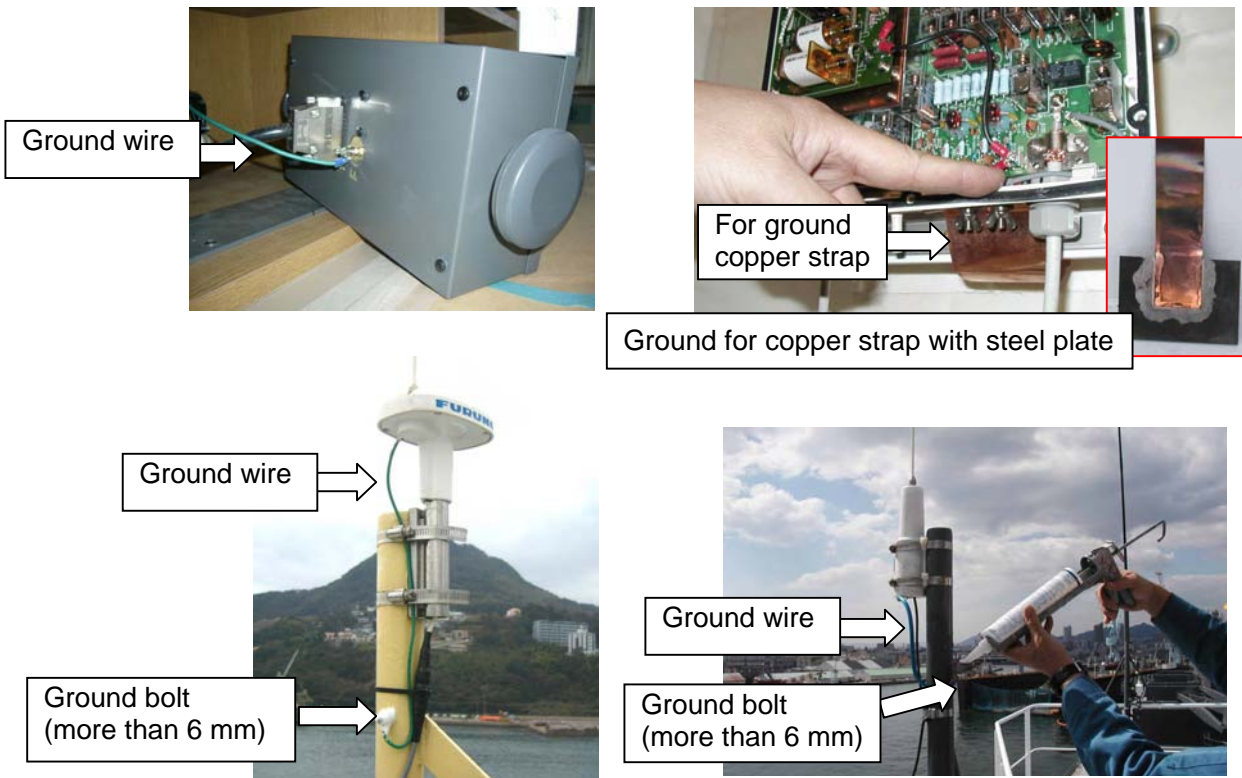 Ground wire
For ground
copper strap
Ground for copper strap with steel plate
FURUN
Ground wire
Ground bolt
(more than 6 mm)
Ground wire
Ground bolt
(more than 6 mm)